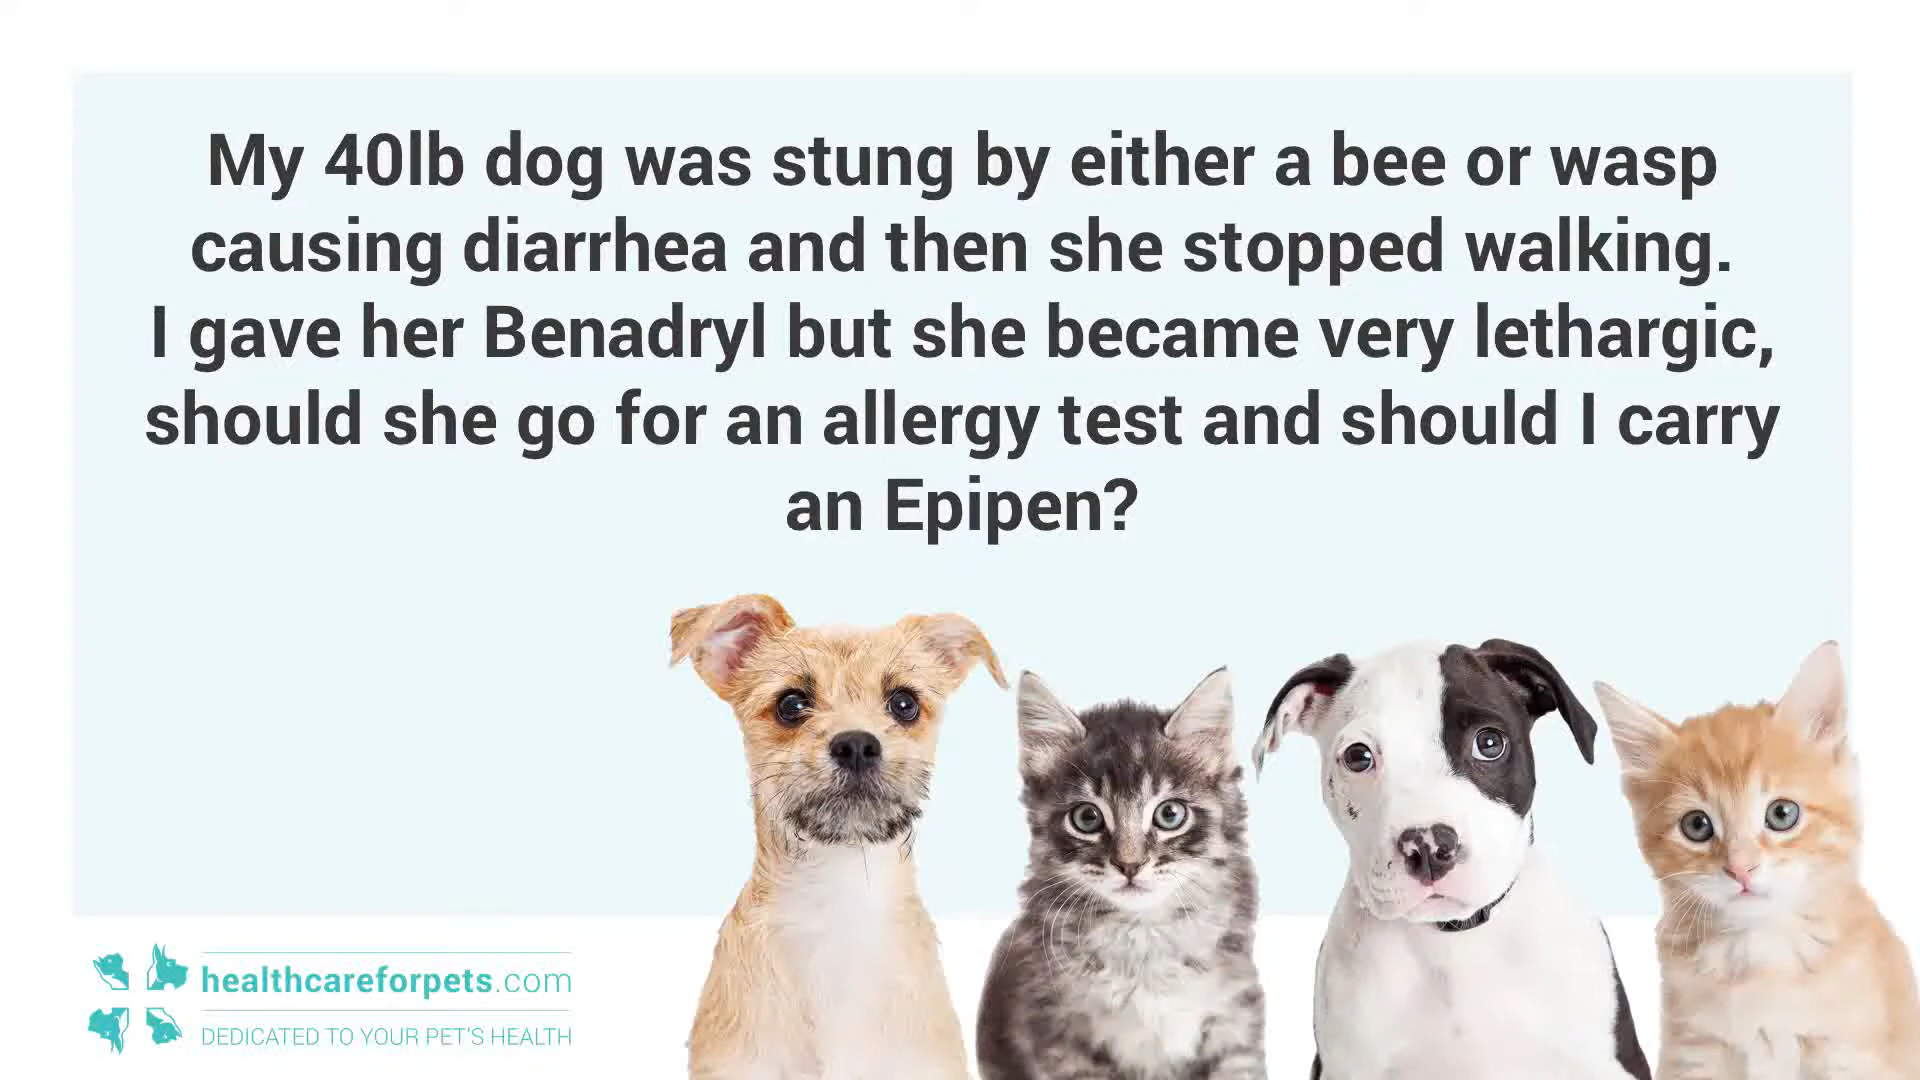 My 40lb dog was stung by either a bee or wasp
causing diarrhea and then she stopped walking.
I gave her Benadryl but she became very lethargic,
should she go for an allergy test and should I carry
an Epipen?
healthcareforpets.com
DEDICATED TO YOUR PET'S HEALTH